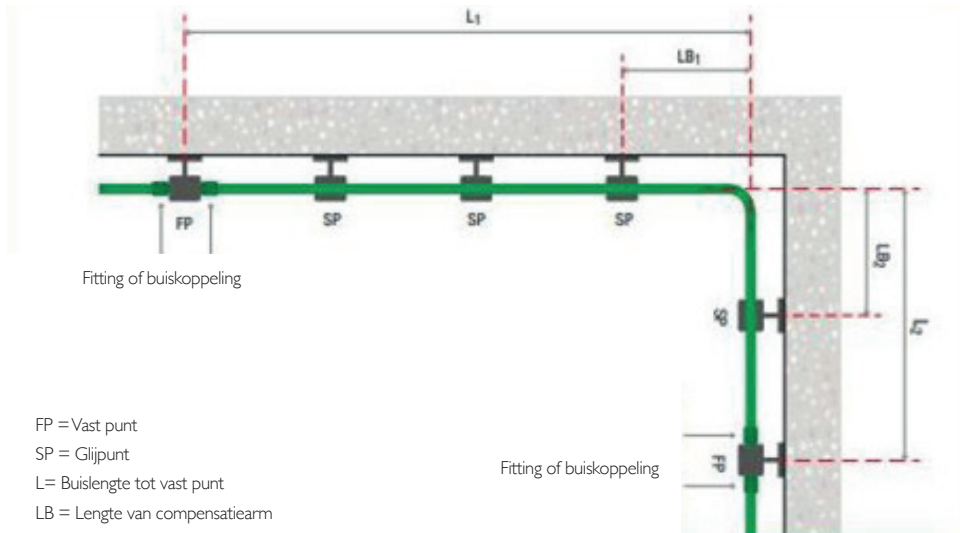 L₁
LB₁
FP
SP
SP
SP
Fitting of buiskoppeling
LB₂
L₂
SP
FP
Fitting of buiskoppeling
FP = Vast punt
SP = Glijpunt
L= Buislengte tot vast punt
LB = Lengte van compensatiearm